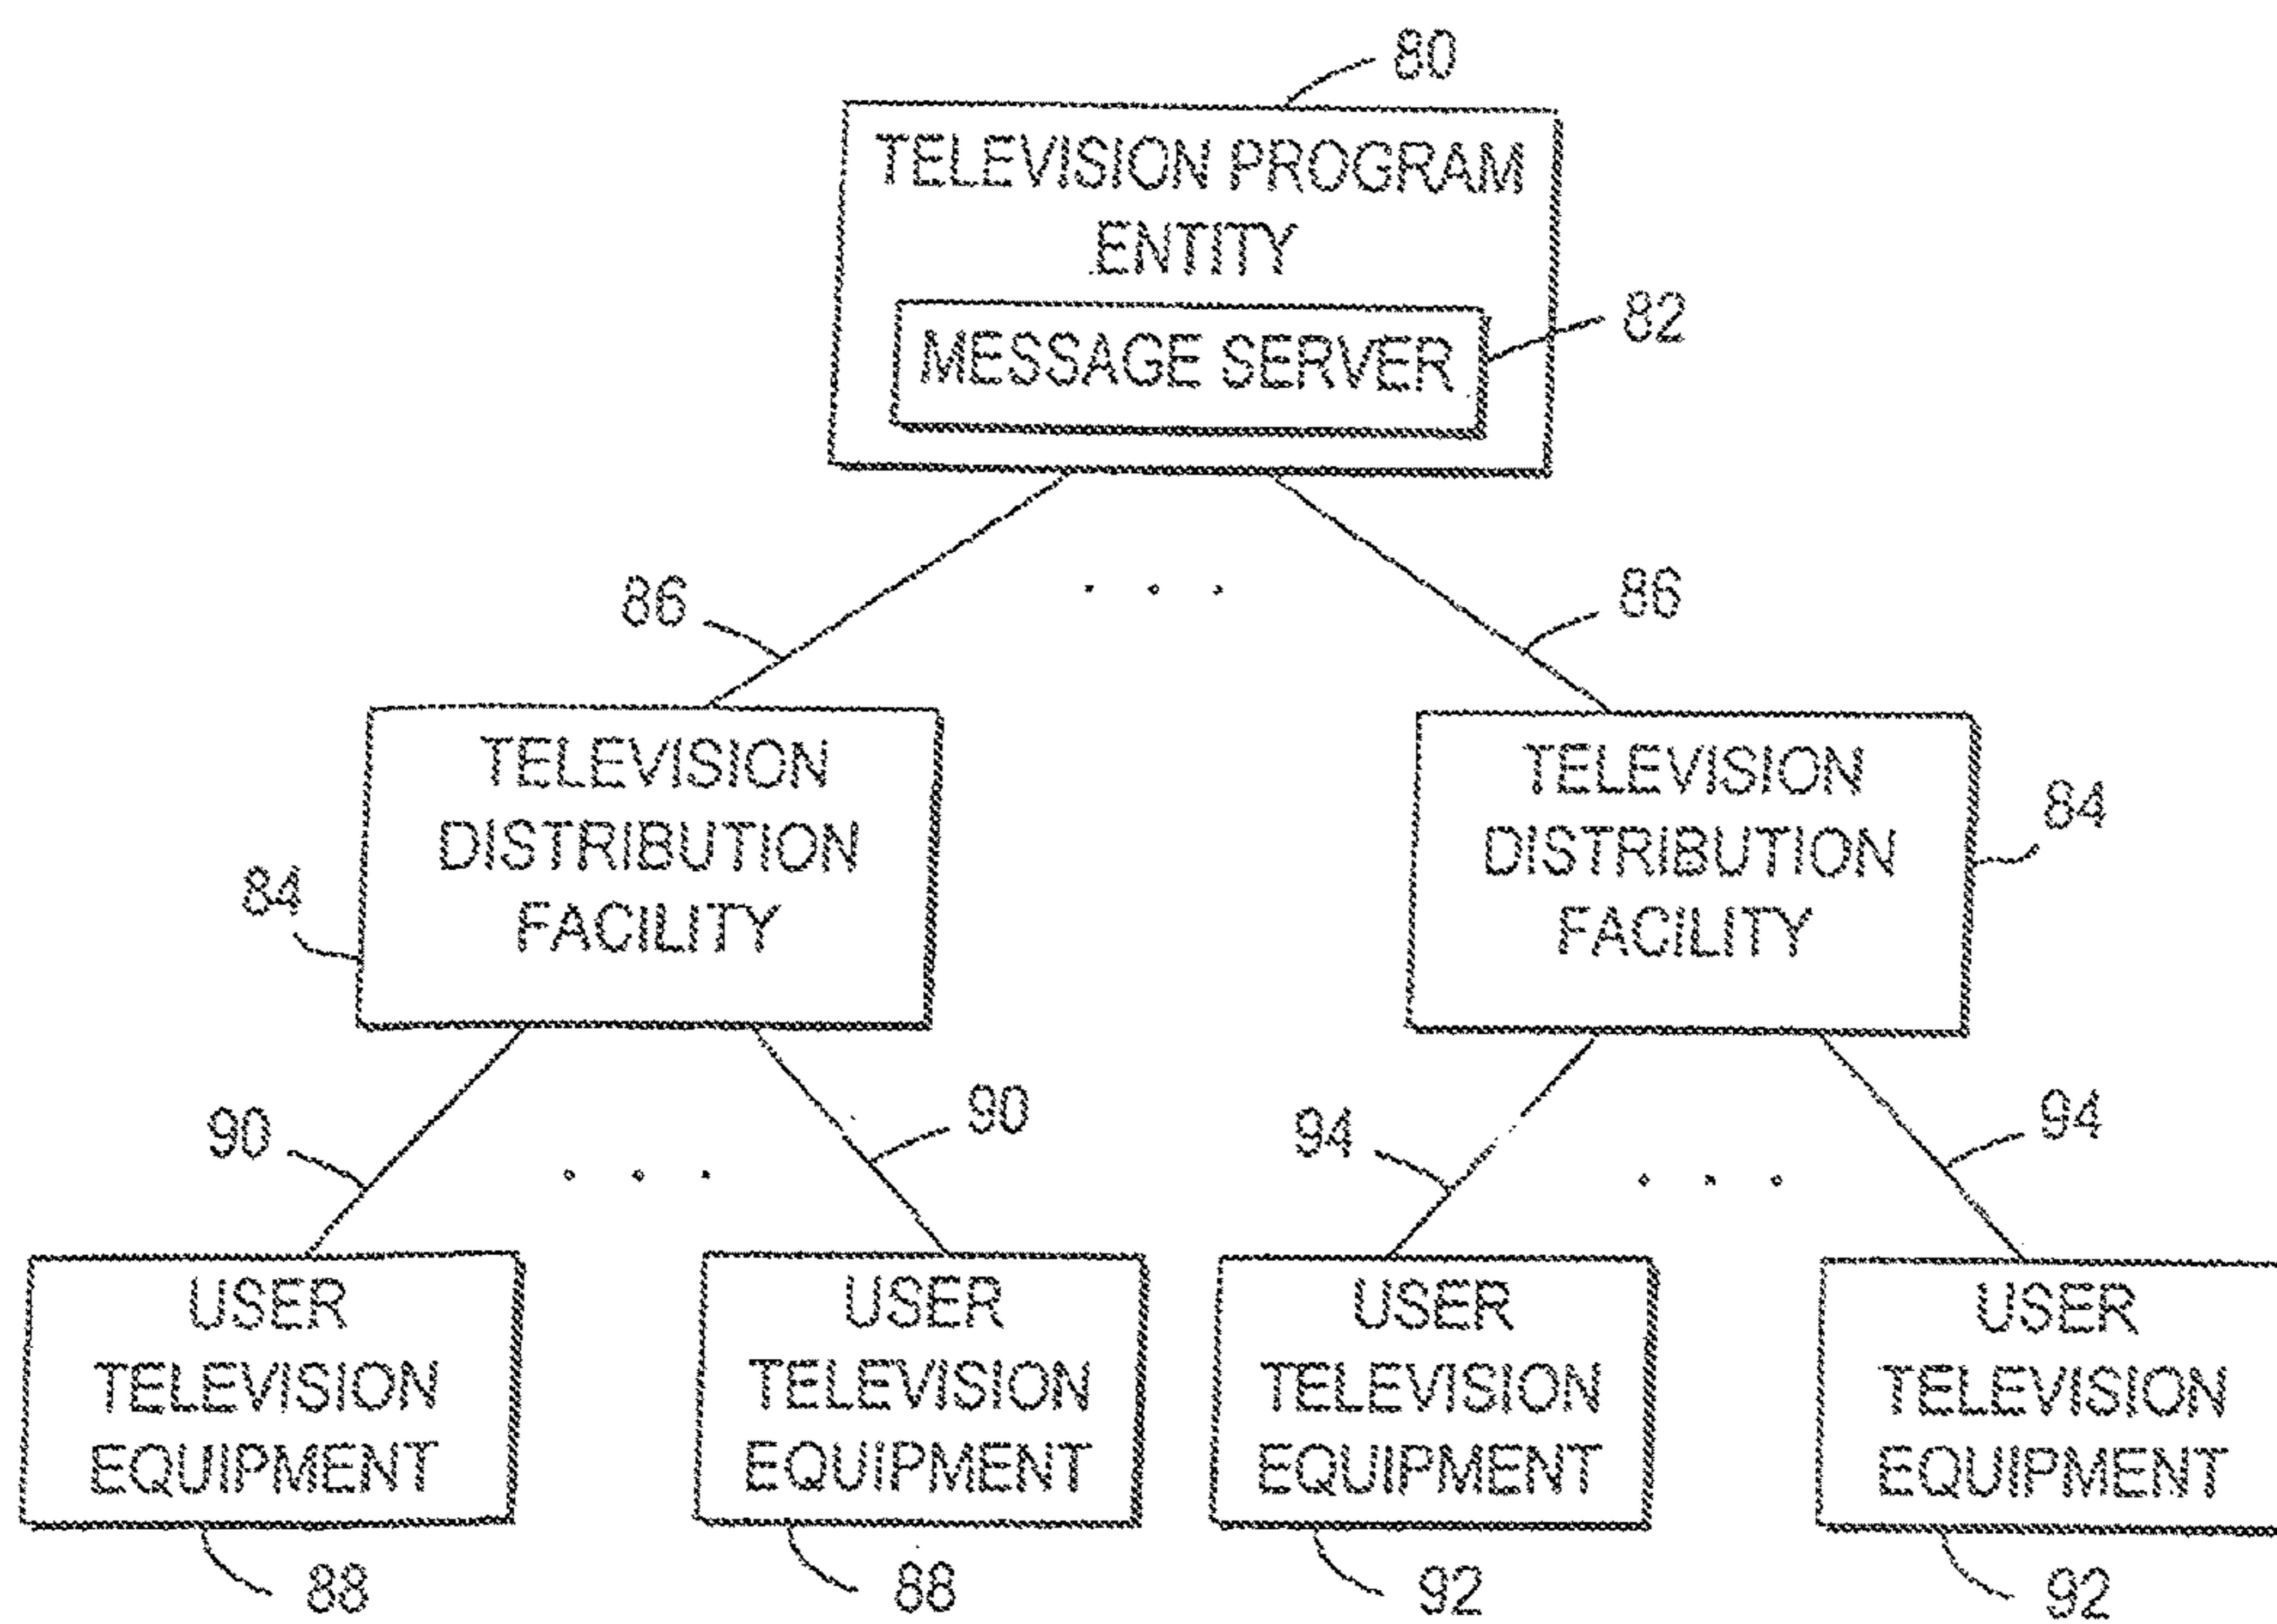 80
TELEVISION PROGRAM
ENTITY
MESSAGE SERVER
82
86
86
TELEVISION
DISTRIBUTION
FACILITY
84
TELEVISION
DISTRIBUTION
FACILITY
84
90
90
94
94
USER
TELEVISION
EQUIPMENT
88
USER
TELEVISION
EQUIPMENT
88
USER
TELEVISION
EQUIPMENT
92
USER
TELEVISION
EQUIPMENT
92